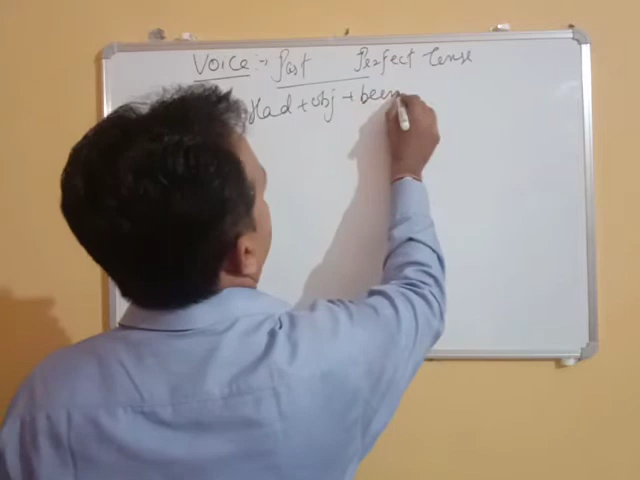 Voice :→ Past Perfect Tense
Had + obj + been